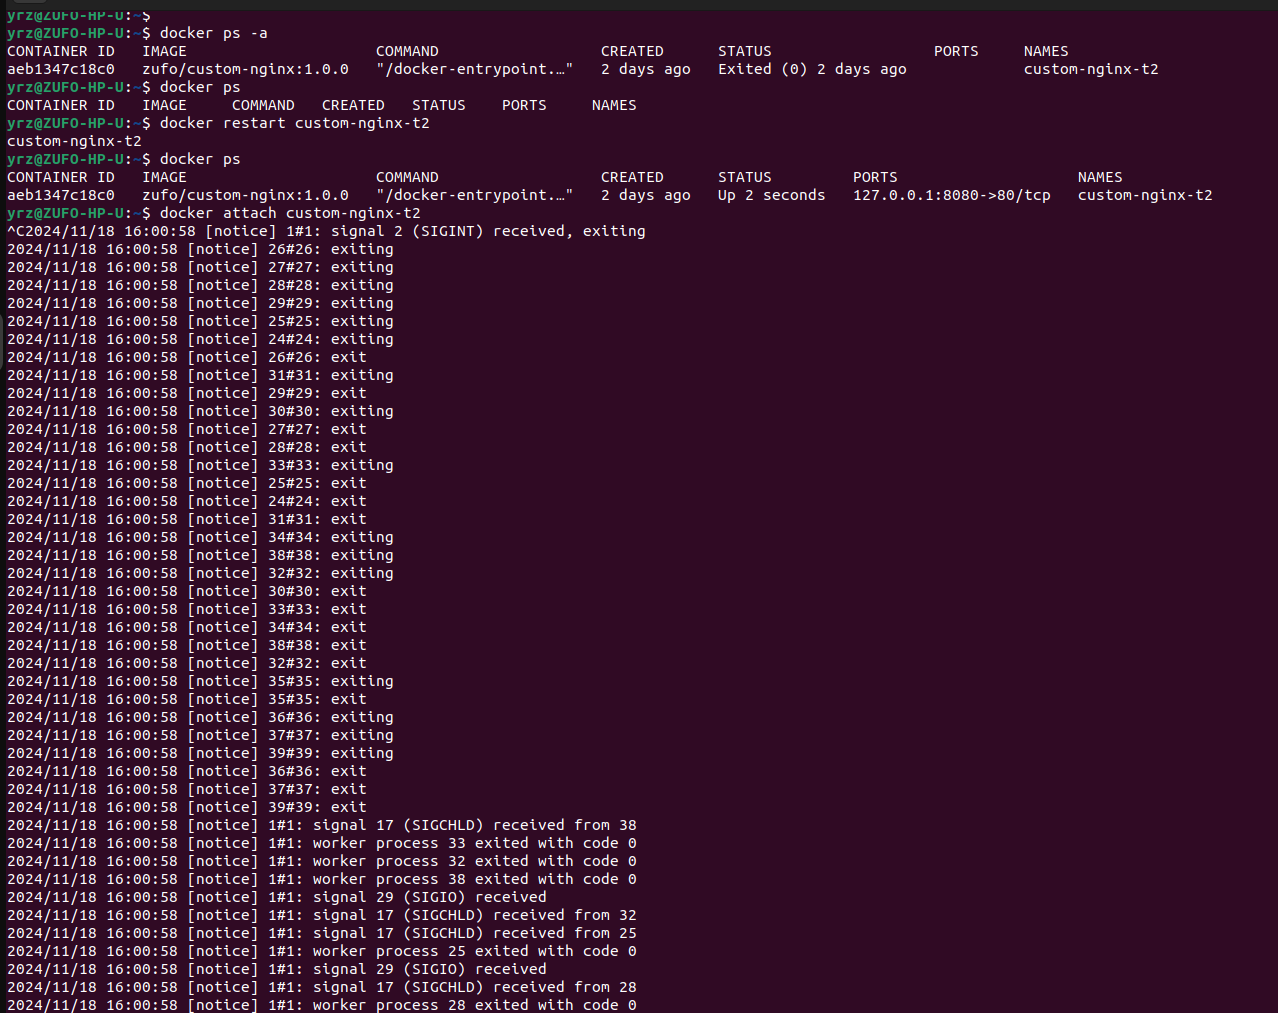 yrz@ZUFO-HP-U:~$
yrz@ZUFO-HP-U:~$ docker ps -a
CONTAINER ID   IMAGE                     COMMAND                  CREATED      STATUS                  PORTS     NAMES
aeb1347c18c0   zufo/custom-nginx:1.0.0   "/docker-entrypoint.…"   2 days ago   Exited (0) 2 days ago             custom-nginx-t2
yrz@ZUFO-HP-U:~$ docker ps
CONTAINER ID   IMAGE     COMMAND   CREATED   STATUS    PORTS     NAMES
yrz@ZUFO-HP-U:~$ docker restart custom-nginx-t2
custom-nginx-t2
yrz@ZUFO-HP-U:~$ docker ps
CONTAINER ID   IMAGE                     COMMAND                  CREATED      STATUS         PORTS                    NAMES
aeb1347c18c0   zufo/custom-nginx:1.0.0   "/docker-entrypoint.…"   2 days ago   Up 2 seconds   127.0.0.1:8080->80/tcp   custom-nginx-t2
yrz@ZUFO-HP-U:~$ docker attach custom-nginx-t2
^C2024/11/18 16:00:58 [notice] 1#1: signal 2 (SIGINT) received, exiting
2024/11/18 16:00:58 [notice] 26#26: exiting
2024/11/18 16:00:58 [notice] 27#27: exiting
2024/11/18 16:00:58 [notice] 28#28: exiting
2024/11/18 16:00:58 [notice] 29#29: exiting
2024/11/18 16:00:58 [notice] 25#25: exiting
2024/11/18 16:00:58 [notice] 24#24: exiting
2024/11/18 16:00:58 [notice] 26#26: exit
2024/11/18 16:00:58 [notice] 31#31: exiting
2024/11/18 16:00:58 [notice] 29#29: exit
2024/11/18 16:00:58 [notice] 30#30: exiting
2024/11/18 16:00:58 [notice] 27#27: exit
2024/11/18 16:00:58 [notice] 28#28: exit
2024/11/18 16:00:58 [notice] 33#33: exiting
2024/11/18 16:00:58 [notice] 25#25: exit
2024/11/18 16:00:58 [notice] 24#24: exit
2024/11/18 16:00:58 [notice] 31#31: exit
2024/11/18 16:00:58 [notice] 34#34: exiting
2024/11/18 16:00:58 [notice] 38#38: exiting
2024/11/18 16:00:58 [notice] 32#32: exiting
2024/11/18 16:00:58 [notice] 30#30: exit
2024/11/18 16:00:58 [notice] 33#33: exit
2024/11/18 16:00:58 [notice] 34#34: exit
2024/11/18 16:00:58 [notice] 38#38: exit
2024/11/18 16:00:58 [notice] 32#32: exit
2024/11/18 16:00:58 [notice] 35#35: exiting
2024/11/18 16:00:58 [notice] 35#35: exit
2024/11/18 16:00:58 [notice] 36#36: exiting
2024/11/18 16:00:58 [notice] 37#37: exiting
2024/11/18 16:00:58 [notice] 39#39: exiting
2024/11/18 16:00:58 [notice] 36#36: exit
2024/11/18 16:00:58 [notice] 37#37: exit
2024/11/18 16:00:58 [notice] 39#39: exit
2024/11/18 16:00:58 [notice] 1#1: signal 17 (SIGCHLD) received from 38
2024/11/18 16:00:58 [notice] 1#1: worker process 33 exited with code 0
2024/11/18 16:00:58 [notice] 1#1: worker process 32 exited with code 0
2024/11/18 16:00:58 [notice] 1#1: worker process 38 exited with code 0
2024/11/18 16:00:58 [notice] 1#1: signal 29 (SIGIO) received
2024/11/18 16:00:58 [notice] 1#1: signal 17 (SIGCHLD) received from 32
2024/11/18 16:00:58 [notice] 1#1: signal 17 (SIGCHLD) received from 25
2024/11/18 16:00:58 [notice] 1#1: worker process 25 exited with code 0
2024/11/18 16:00:58 [notice] 1#1: signal 29 (SIGIO) received
2024/11/18 16:00:58 [notice] 1#1: signal 17 (SIGCHLD) received from 28
2024/11/18 16:00:58 [notice] 1#1: worker process 28 exited with code 0